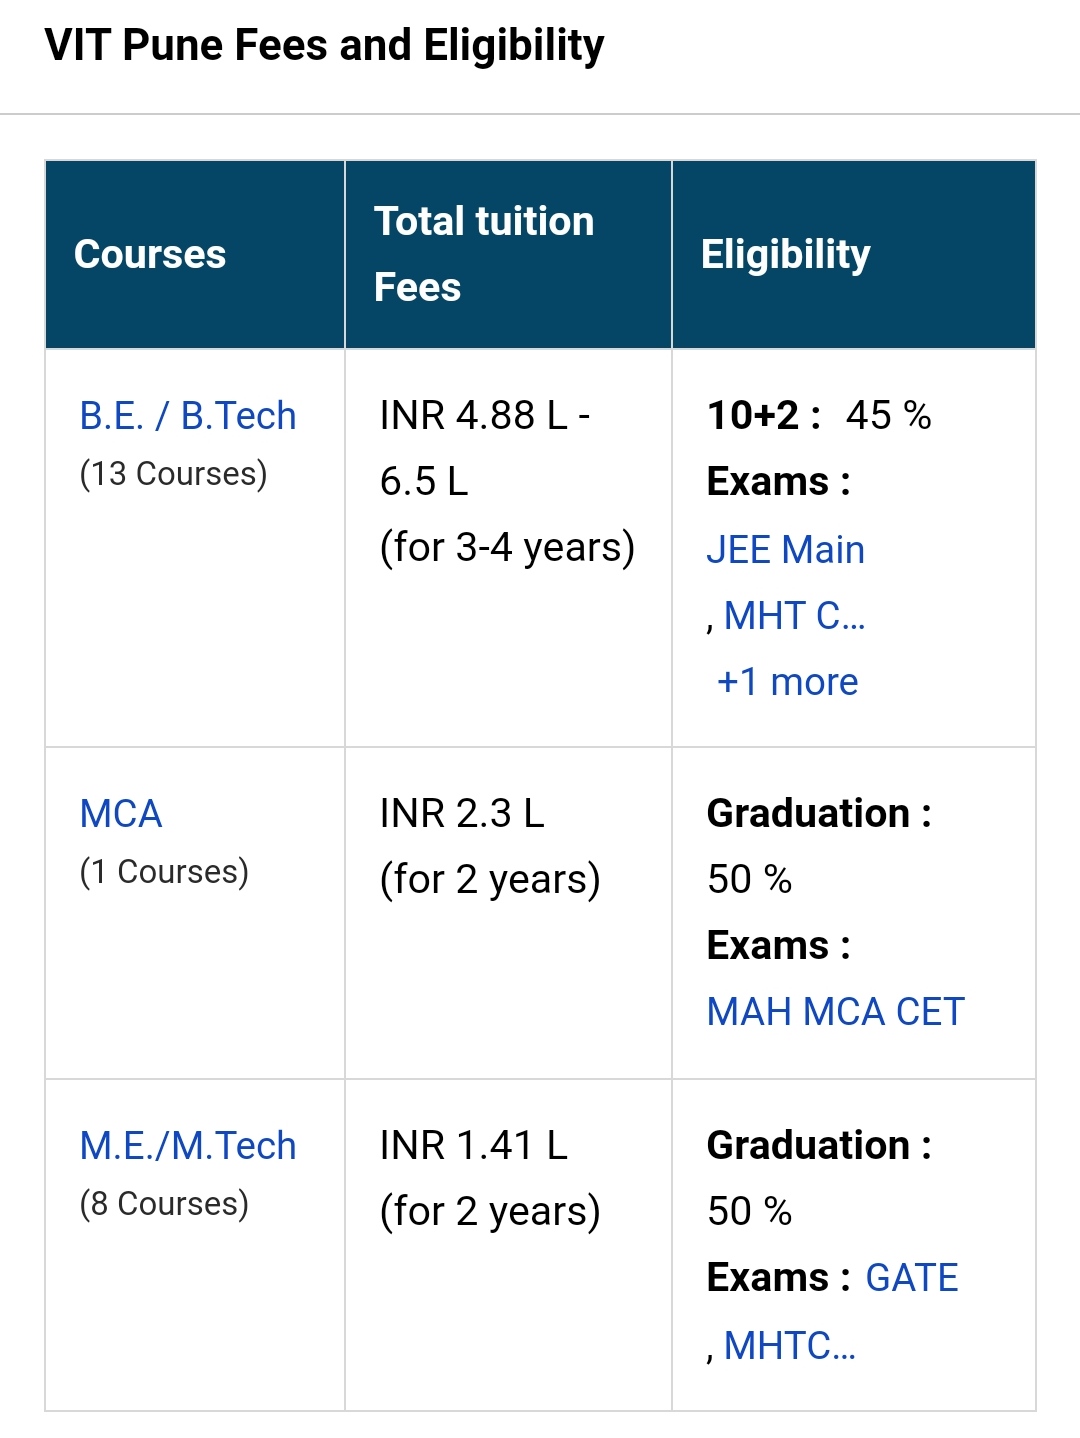 VIT Pune Fees and Eligibility
Courses
Total tuition
Fees
Eligibility
B.E. / B.Tech
(13 Courses)
INR 4.88 L -
6.5 L
(for 3-4 years)
10+2 : 45 %
Exams :
JEE Main
, MHT C...
+1 more
MCA
(1 Courses)
INR 2.3 L
(for 2 years)
Graduation :
50 %
Exams :
MAH MCA CET
M.E./M.Tech
(8 Courses)
INR 1.41 L
(for 2 years)
Graduation :
50 %
Exams : GATE
, MHTC...